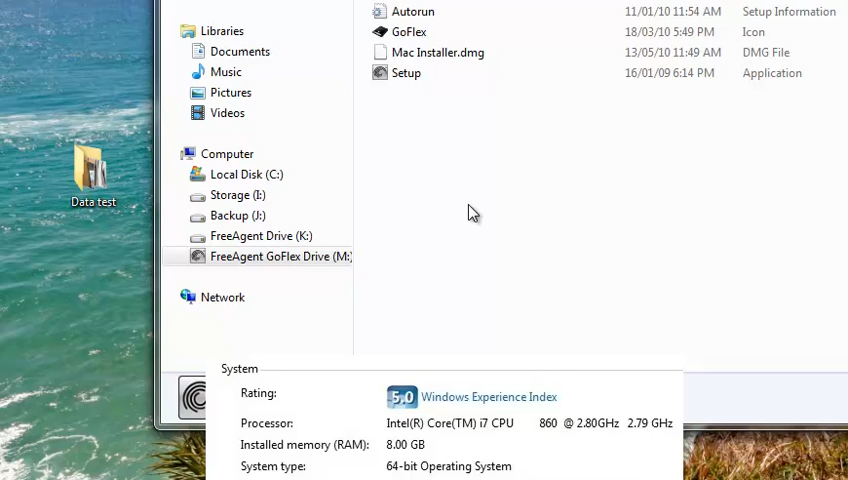 Autorun 11/01/10 11:54 AM Setup Information
Libraries
GoFlex 18/03/10 5:49 PM Icon
Documents
Mac Installer.dmg 13/05/10 11:49 AM DMG File
Music
Setup 16/01/09 6:14 PM Application
Pictures
Videos
Computer
Local Disk (C:)
Storage (I:)
Data test
Backup (J:)
FreeAgent Drive (K:)
FreeAgent GoFlex Drive (M:)
Network
System
Rating: 5.0 Windows Experience Index
Processor: Intel(R) Core(TM) i7 CPU 860 @ 2.80GHz 2.79 GHz
Installed memory (RAM): 8.00 GB
System type: 64-bit Operating System